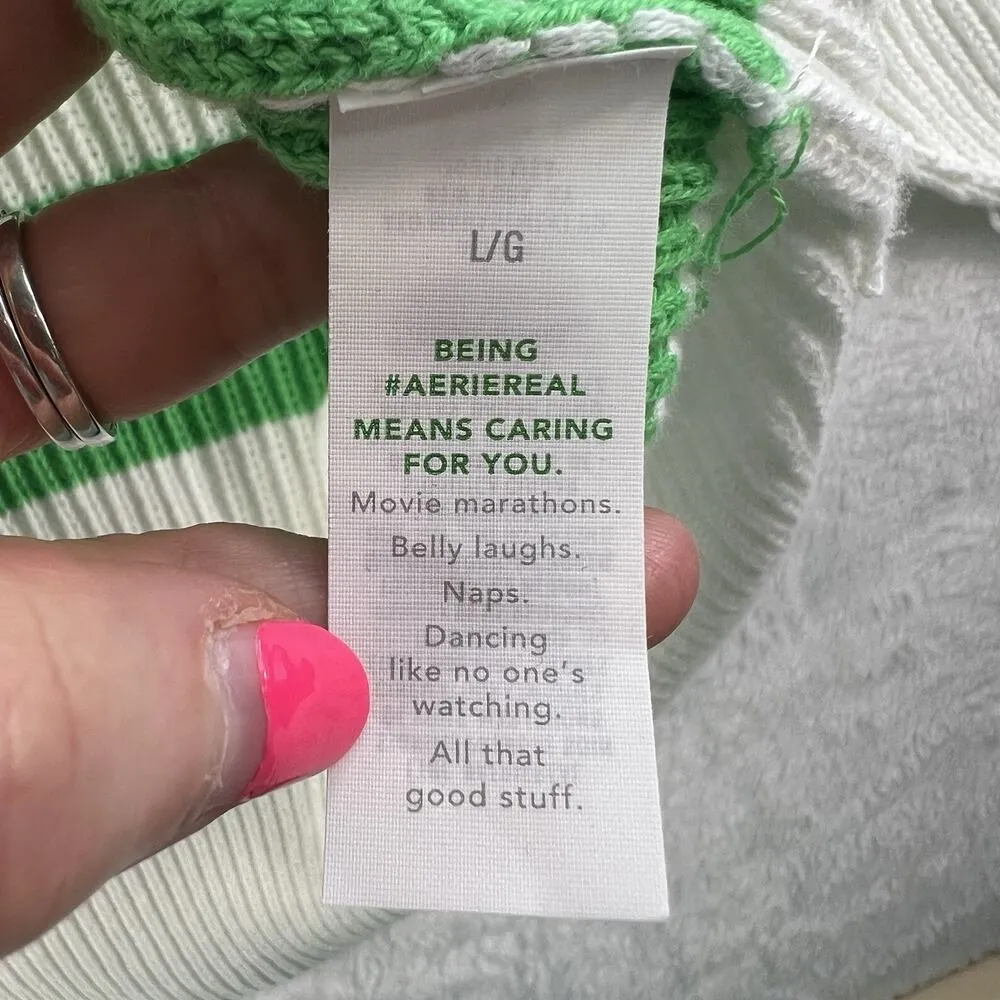 L/G
BEING
#AERIEREAL
MEANS CARING
FOR YOU.
Movie marathons.
Belly laughs.
Naps.
Dancing
like no one's
watching.
All that
good stuff.